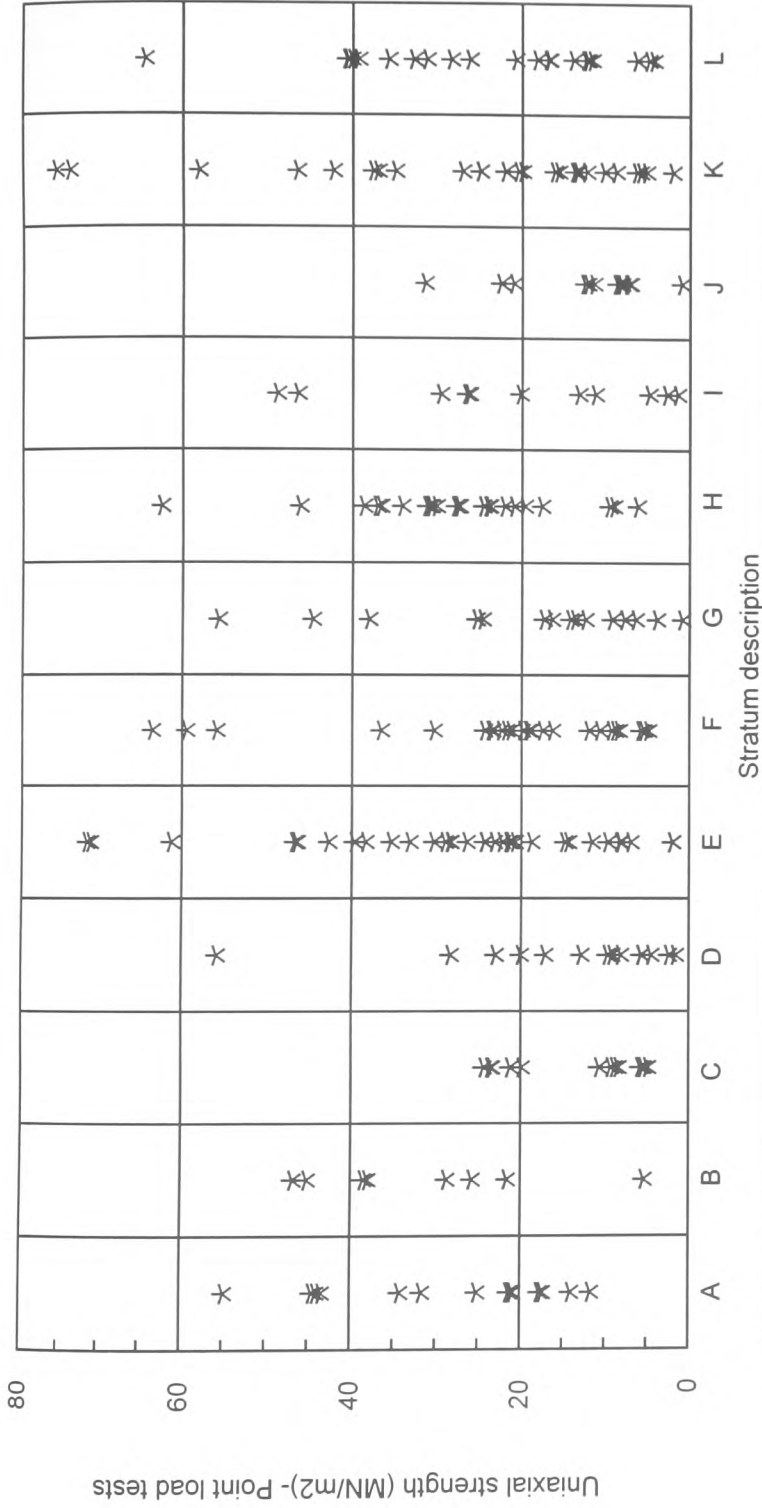 Uniaxial strength (MN/m2)- Point load tests
80
60
40
20
0
A B C D E F G H I J K L
Stratum description